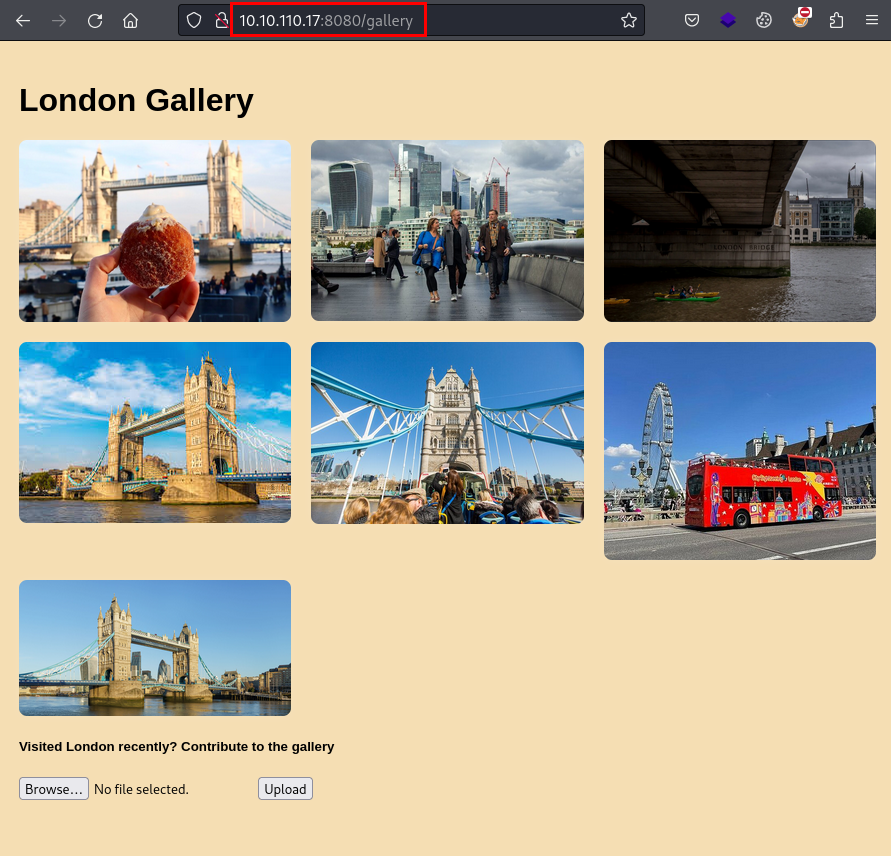 10.10.110.17:8080/gallery
London Gallery
LONDON BRIDGE
Visited London recently? Contribute to the gallery
Browse... No file selected. Upload